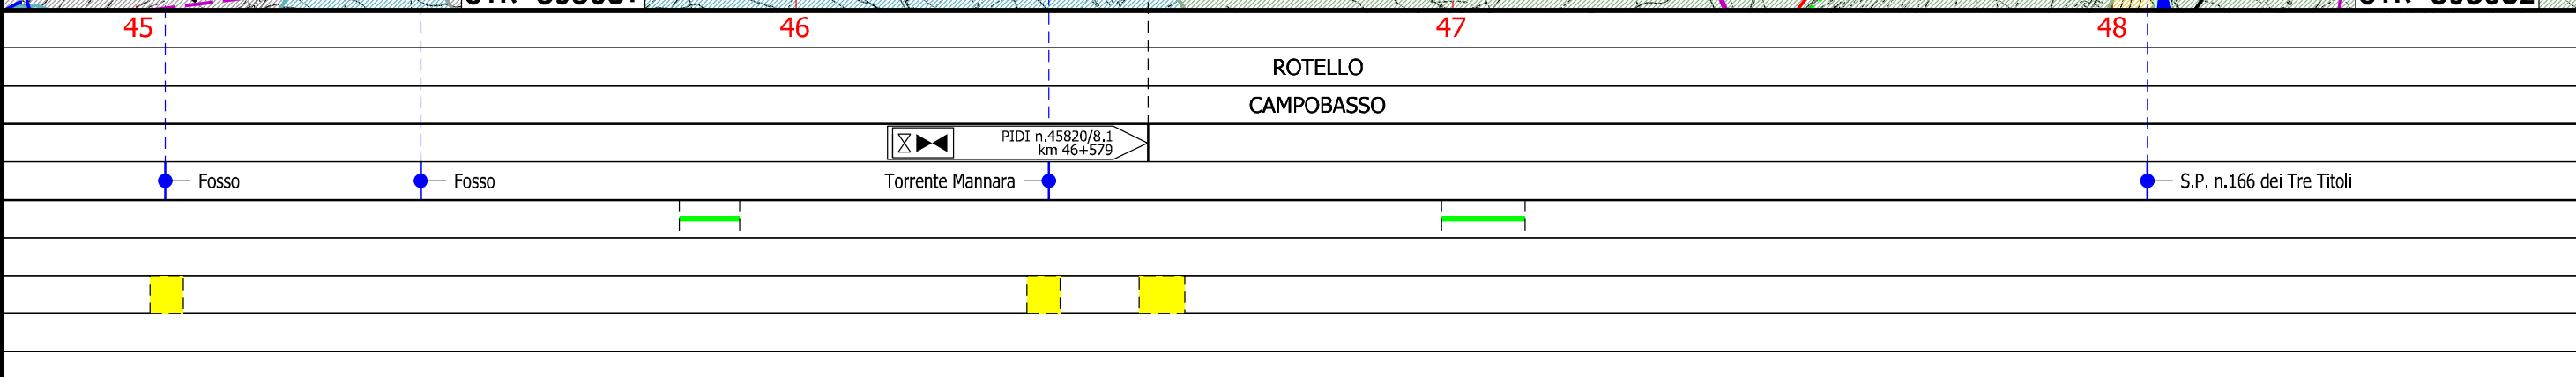 45 46 47 48
ROTELLO
CAMPOBASSO
PIDI n.45820/8.1
km 46+579
Fosso Fosso Torrente Mannara S.P. n.166 dei Tre Titoli